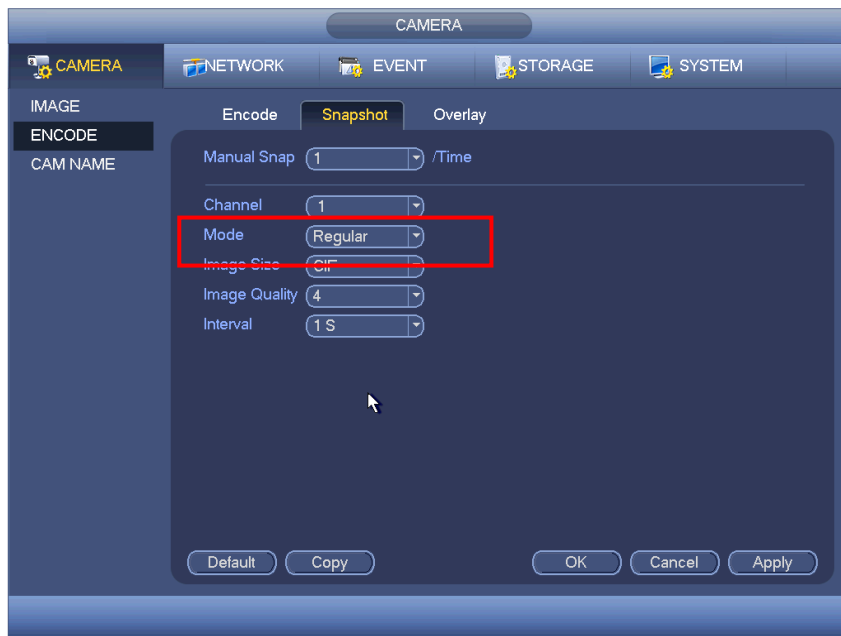 CAMERA
CAMERA NETWORK EVENT STORAGE SYSTEM
IMAGE
ENCODE
CAM NAME
Encode Snapshot Overlay
Manual Snap 1 /Time
Channel 1
Mode Regular
Image Size CIF
Image Quality 4
Interval 1 S
Default Copy OK Cancel Apply